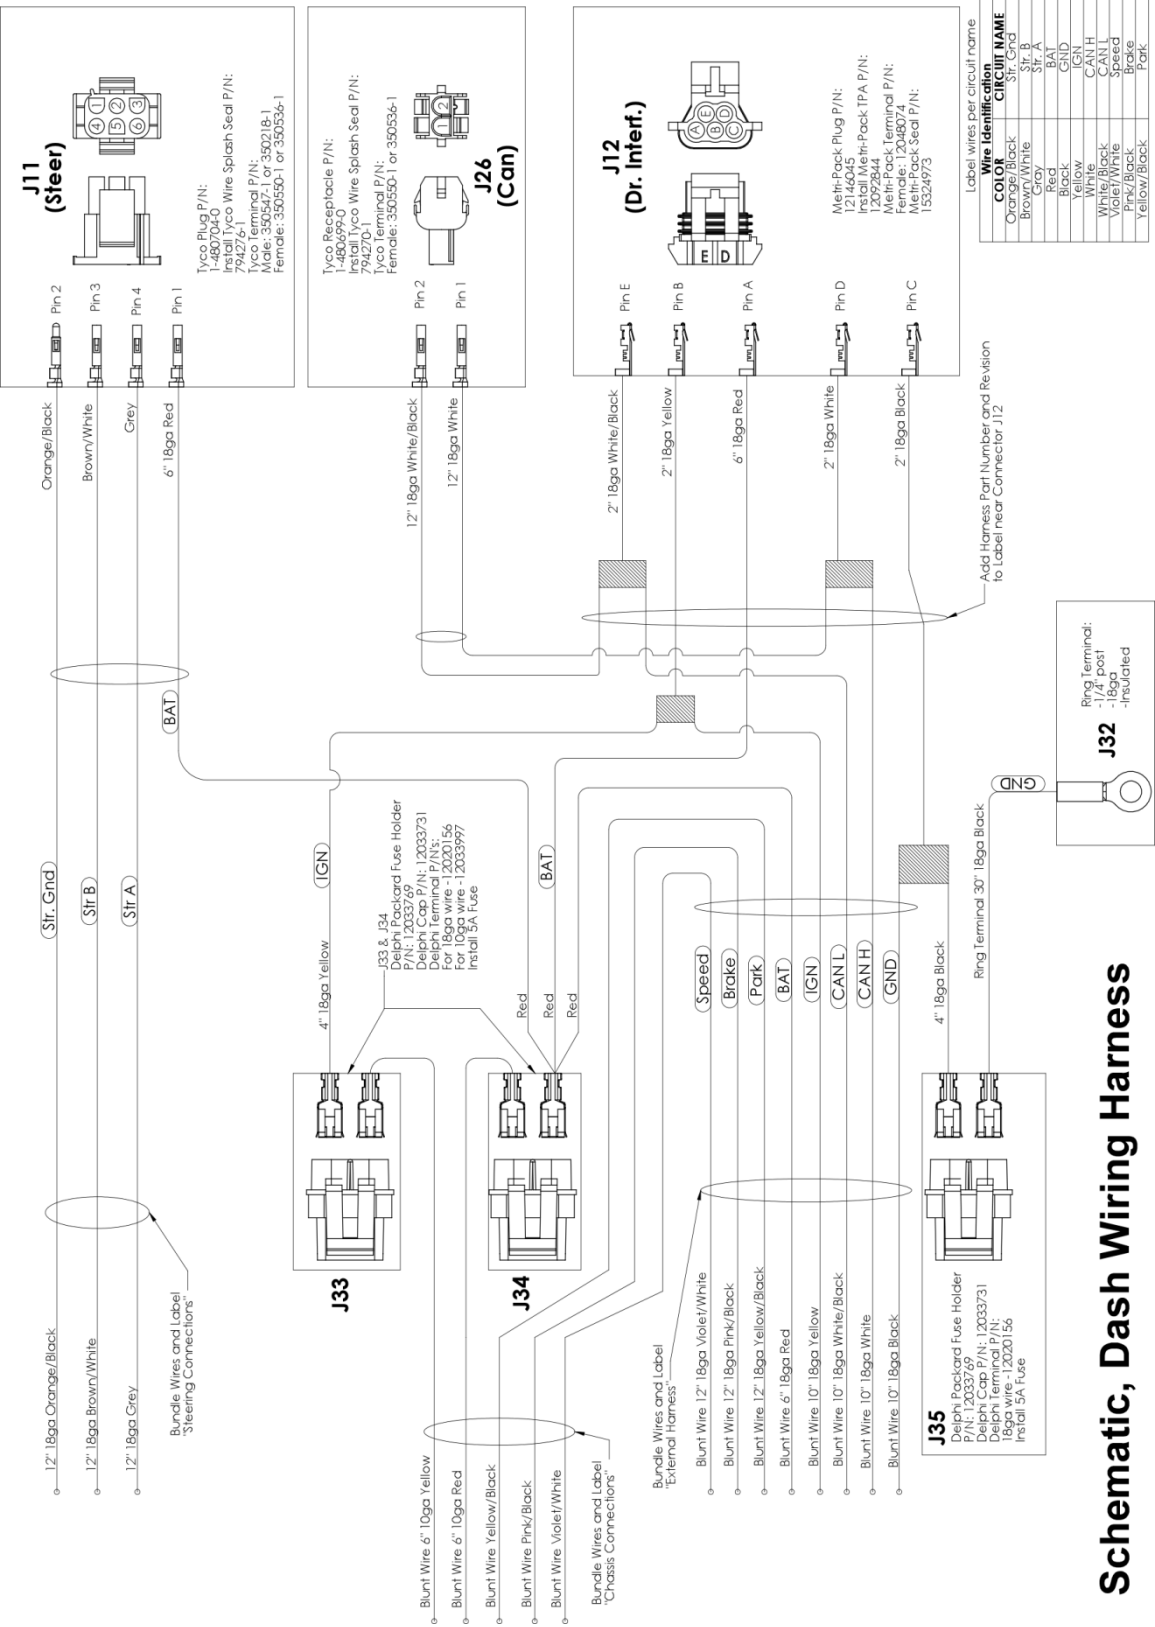 J11
(Steer)
1
2
3
4
5
6
Tyco Plug P/N:
1-480704-0
Install Tyco Wire Splash Seal P/N:
794276-1
Tyco Terminal P/N:
Male: 350547-1 or 350218-1
Female: 350550-1 or 350536-1
Pin 2
Pin 3
Pin 4
Pin 1
Orange/Black
Brown/White
Grey
6" 18ga Red
J26
(Can)
1
2
Tyco Receptacle P/N:
1-480699-0
Install Tyco Wire Splash Seal P/N:
794270-1
Tyco Terminal P/N:
Female: 350550-1 or 350536-1
Pin 2
Pin 1
12" 18ga White/Black
12" 18ga White
J12
(Dr. Interf.)
A
B
C
D
E
E
D
Metri-Pack Plug P/N:
12146045
Install Metri-Pack TPA P/N:
12092844
Metri-Pack Terminal P/N:
Female: 12048074
Metri-Pack Seal P/N:
15324973
Pin E
Pin B
Pin A
Pin D
Pin C
2" 18ga White/Black
2" 18ga Yellow
6" 18ga Red
2" 18ga White
2" 18ga Black
Label wires per circuit name
Wire Identification
COLOR CIRCUIT NAME
Orange/Black Str. Gnd
Brown/White Str. B
Gray Str. A
Red BAT
Black GND
Yellow IGN
White CAN H
White/Black CAN L
Violet/White Speed
Pink/Black Brake
Yellow/Black Park
Add Harness Part Number and Revision
to Label near Connector J12
Ring Terminal:
-1/4" post
-18ga
-Insulated
J32
GND
Ring Terminal 30" 18ga Black
Str. Gnd
Str B
Str A
BAT
IGN
BAT
4" 18ga Yellow
J33 & J34
Delphi Packard Fuse Holder
P/N: 12033769
Delphi Cap P/N: 12033731
Delphi Terminal P/N's:
For 18ga wire -12020156
For 10ga wire -12033997
Install 5A Fuse
Red
Red
Red
Speed
Brake
Park
BAT
IGN
CAN L
CAN H
GND
4" 18ga Black
J33
J34
J35
Delphi Packard Fuse Holder
P/N: 12033769
Delphi Cap P/N: 12033731
Delphi Terminal P/N:
18ga wire -12020156
Install 5A Fuse
12" 18ga Orange/Black
12" 18ga Brown/White
12" 18ga Grey
Bundle Wires and Label
"Steering Connections"
Blunt Wire 6" 10ga Yellow
Blunt Wire 6" 10ga Red
Blunt Wire Yellow/Black
Blunt Wire Pink/Black
Blunt Wire Violet/White
Bundle Wires and Label
"Chassis Connections"
Bundle Wires and Label
"External Harness"
Blunt Wire 12" 18ga Violet/White
Blunt Wire 12" 18ga Pink/Black
Blunt Wire 12" 18ga Yellow/Black
Blunt Wire 6" 18ga Red
Blunt Wire 10" 18ga Yellow
Blunt Wire 10" 18ga White/Black
Blunt Wire 10" 18ga White
Blunt Wire 10" 18ga Black
Schematic, Dash Wiring Harness